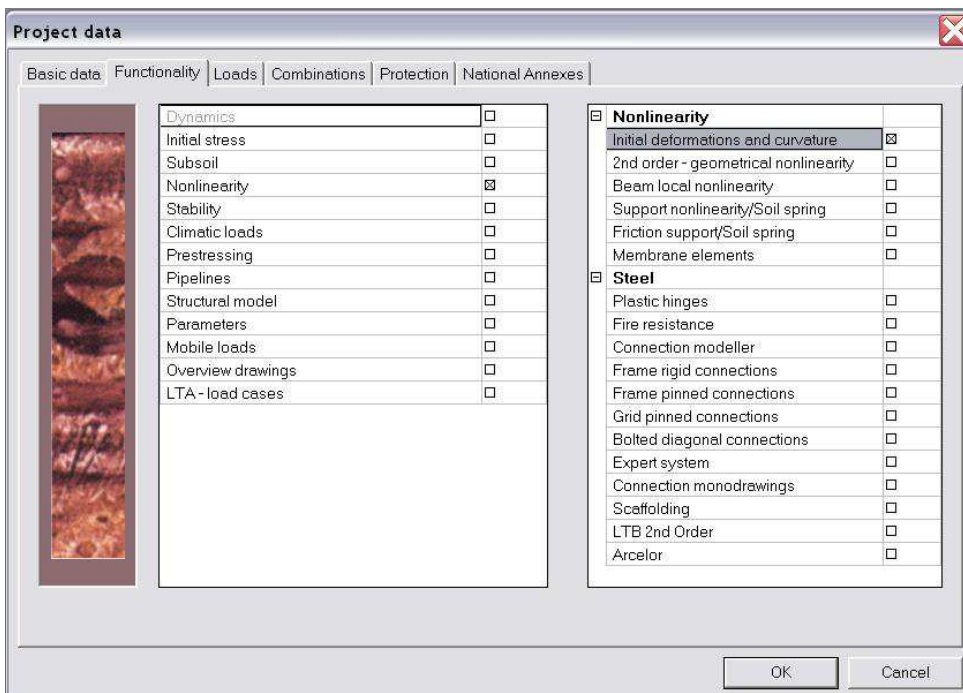 Project data
Basic data Functionality Loads Combinations Protection National Annexes
Dynamics
Initial stress
Subsoil
Nonlinearity
Stability
Climatic loads
Prestressing
Pipelines
Structural model
Parameters
Mobile loads
Overview drawings
LTA - load cases
Nonlinearity
Initial deformations and curvature
2nd order - geometrical nonlinearity
Beam local nonlinearity
Support nonlinearity/Soil spring
Friction support/Soil spring
Membrane elements
Steel
Plastic hinges
Fire resistance
Connection modeller
Frame rigid connections
Frame pinned connections
Grid pinned connections
Bolted diagonal connections
Expert system
Connection monodrawings
Scaffolding
LTB 2nd Order
Arcelor
OK Cancel